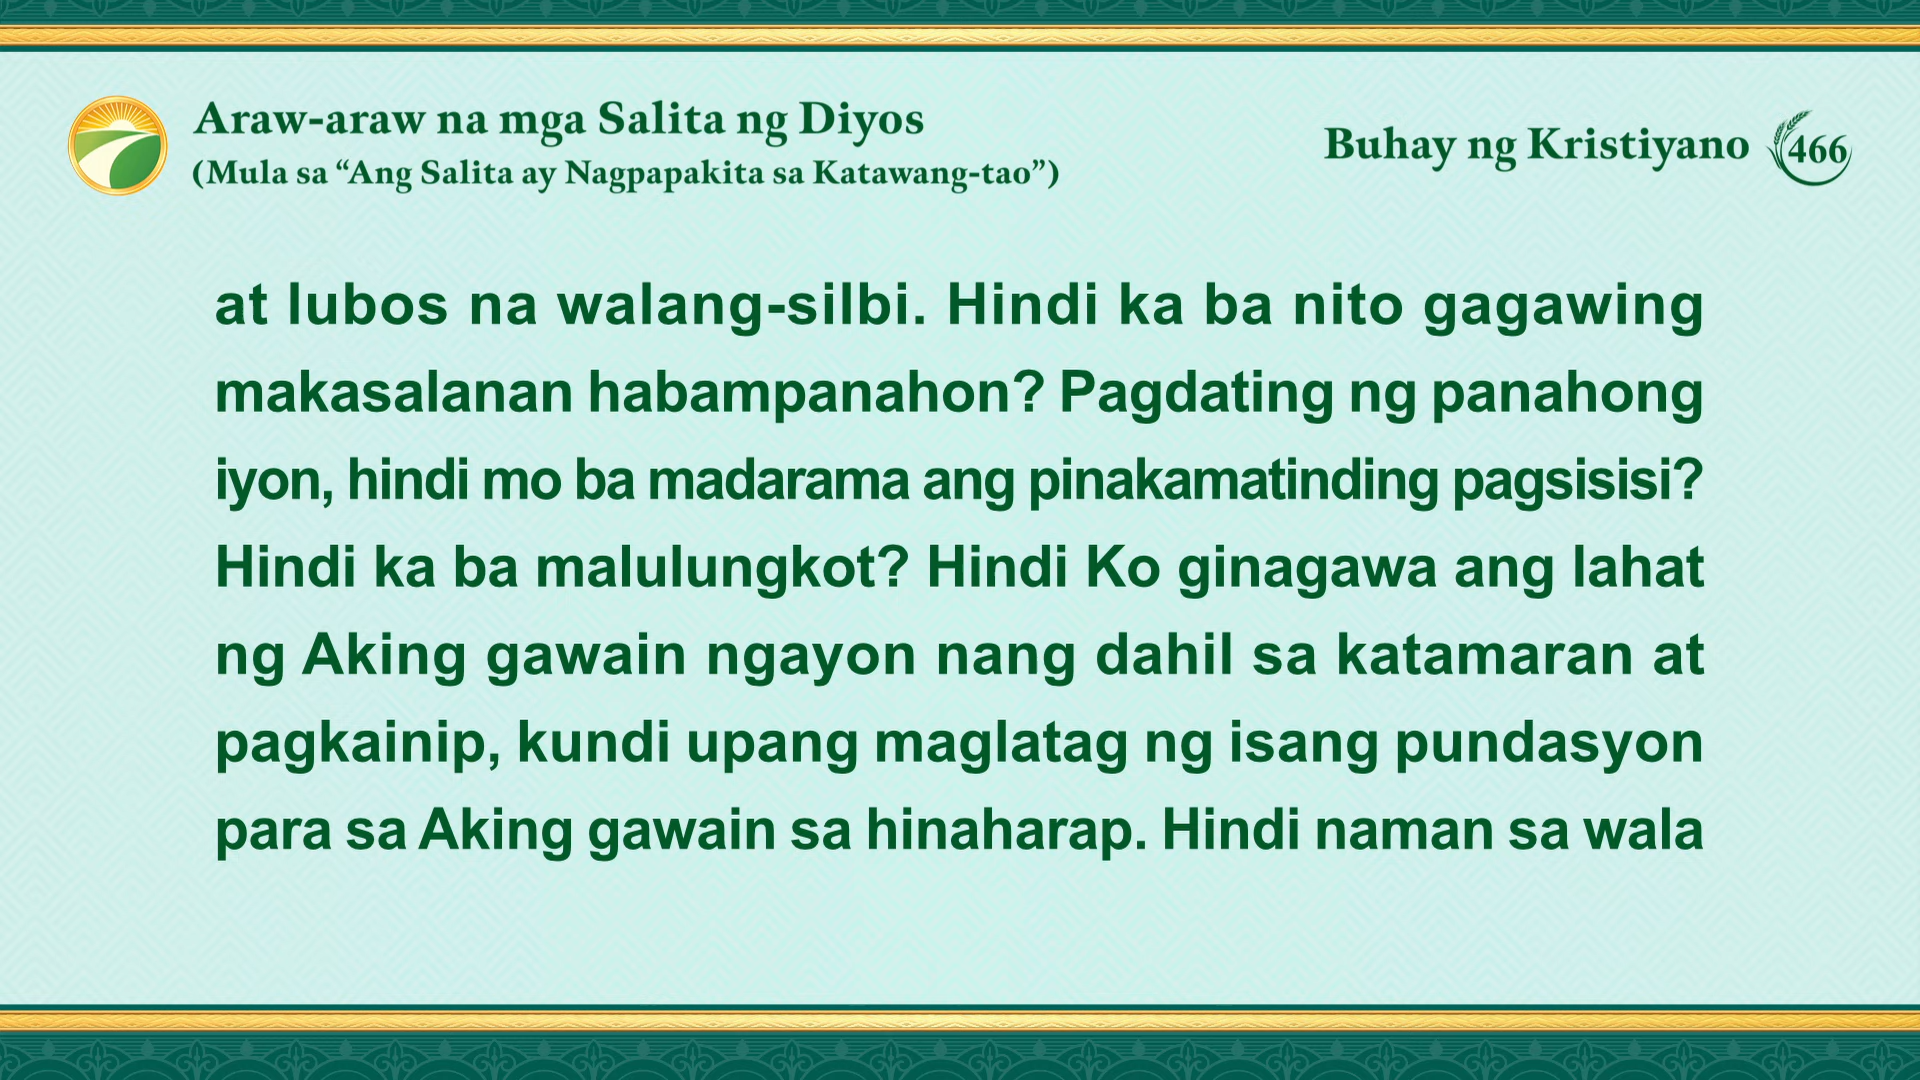 Araw-araw na mga Salita ng Diyos
(Mula sa “Ang Salita ay Nagpapakita sa Katawang-tao”)
Buhay ng Kristiyano 466
at lubos na walang-silbi. Hindi ka ba nito gagawing
makasalanan habampanahon? Pagdating ng panahong
iyon, hindi mo ba madarama ang pinakamatinding pagsisisi?
Hindi ka ba malulungkot? Hindi Ko ginagawa ang lahat
ng Aking gawain ngayon nang dahil sa katamaran at
pagkainip, kundi upang maglatag ng isang pundasyon
para sa Aking gawain sa hinaharap. Hindi naman sa wala